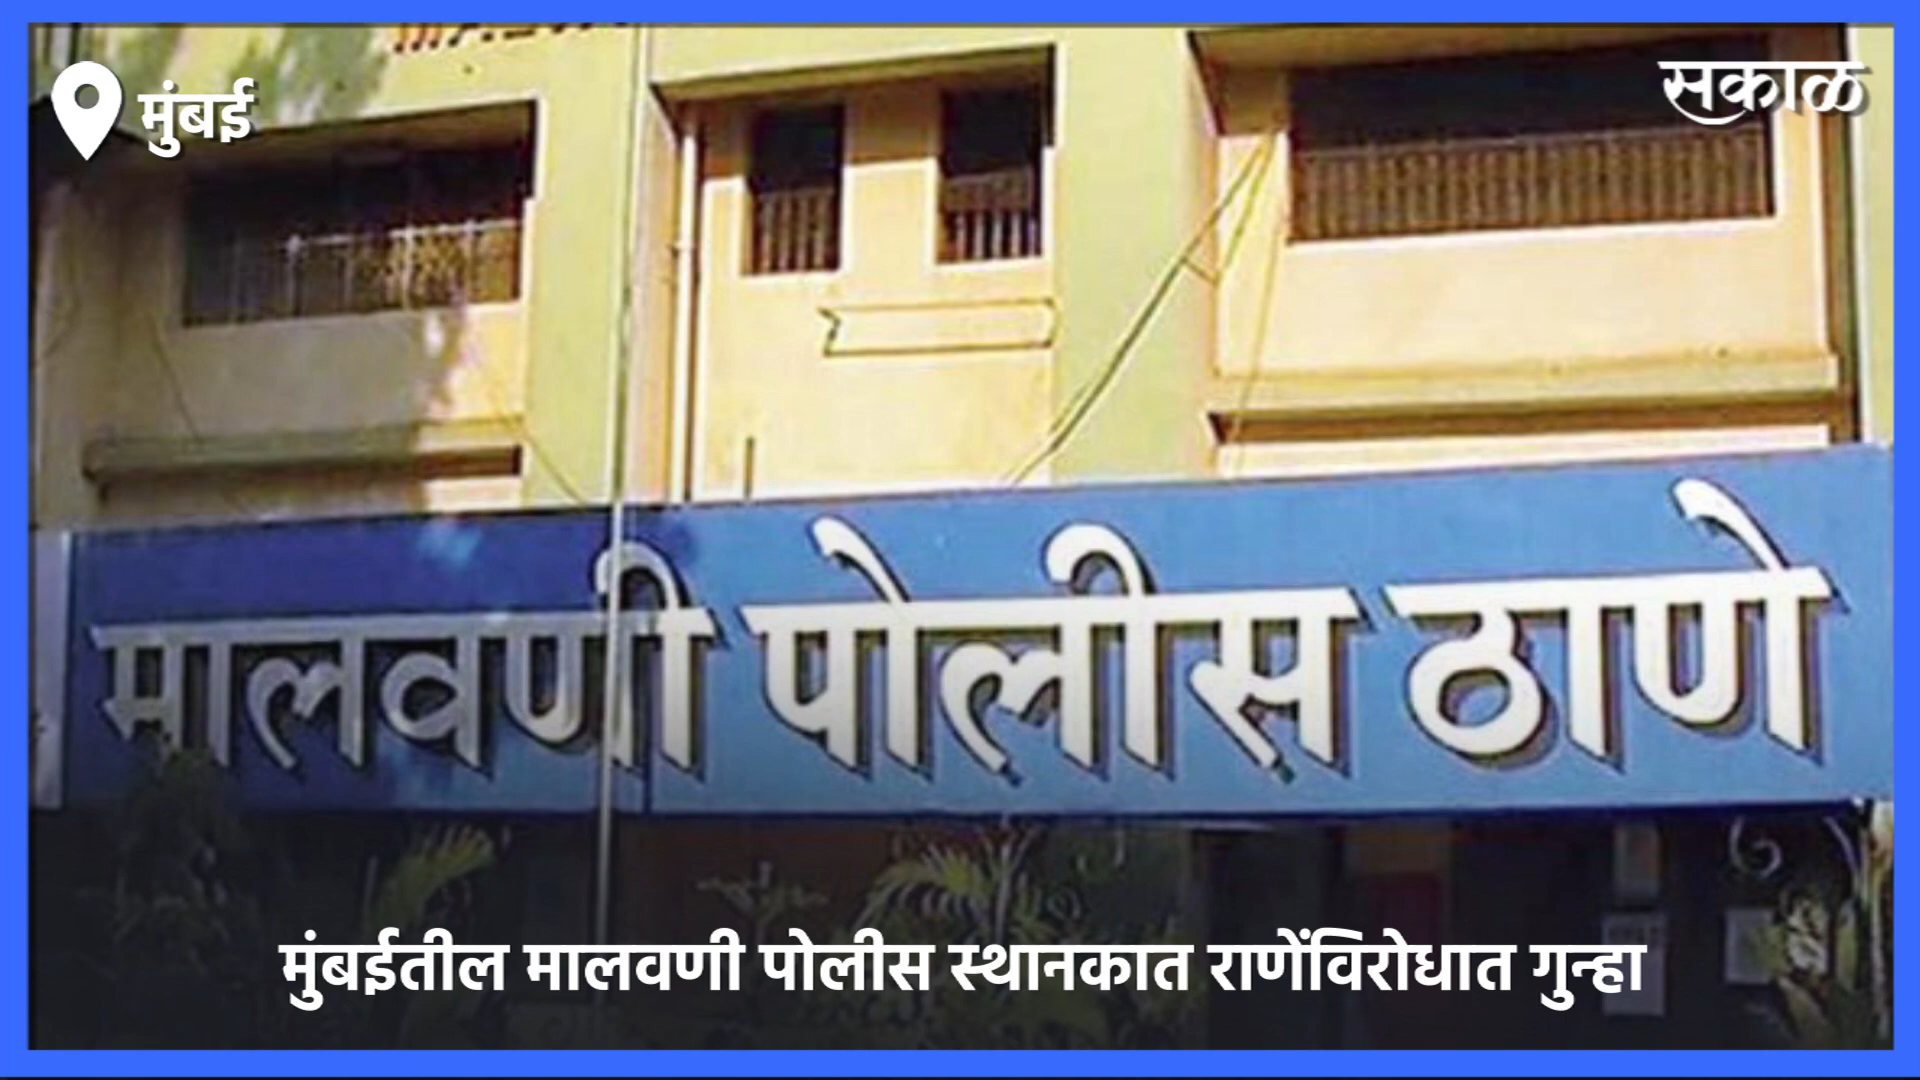 मुंबई
सकाळ
मालवणी पोलीस ठाणे
मुंबईतील मालवणी पोलीस स्थानकात राणेंविरोधात गुन्हा